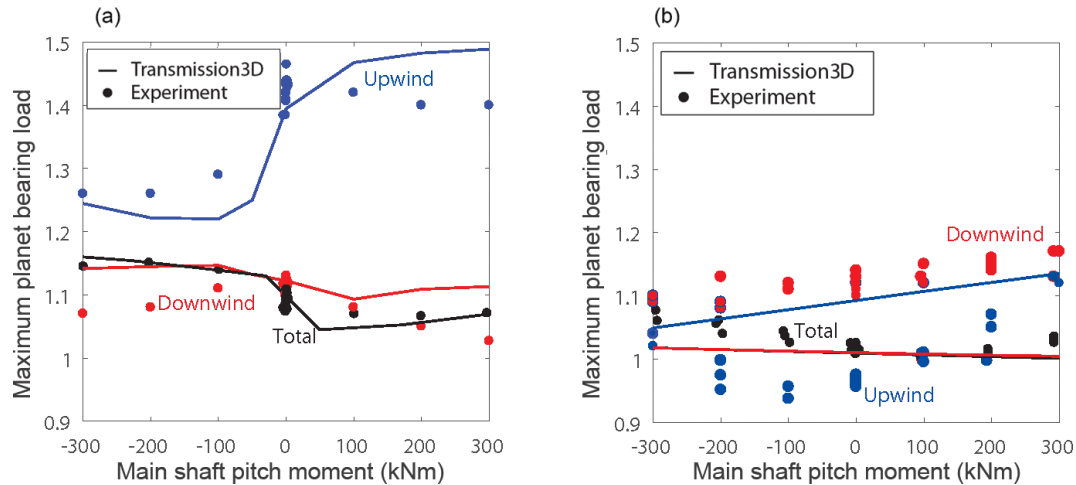 (a)
1.5
1.4
1.3
1.2
1.1
1
0.9
Maximum planet bearing load
Transmission3D
Experiment
Upwind
Downwind
Total
-300 -200 -100 0 100 200 300
Main shaft pitch moment (kNm)
(b)
1.5
1.4
1.3
1.2
1.1
1
0.9
Maximum planet bearing load
Transmission3D
Experiment
Downwind
Total
Upwind
-300 -200 -100 0 100 200 300
Main shaft pitch moment (kNm)